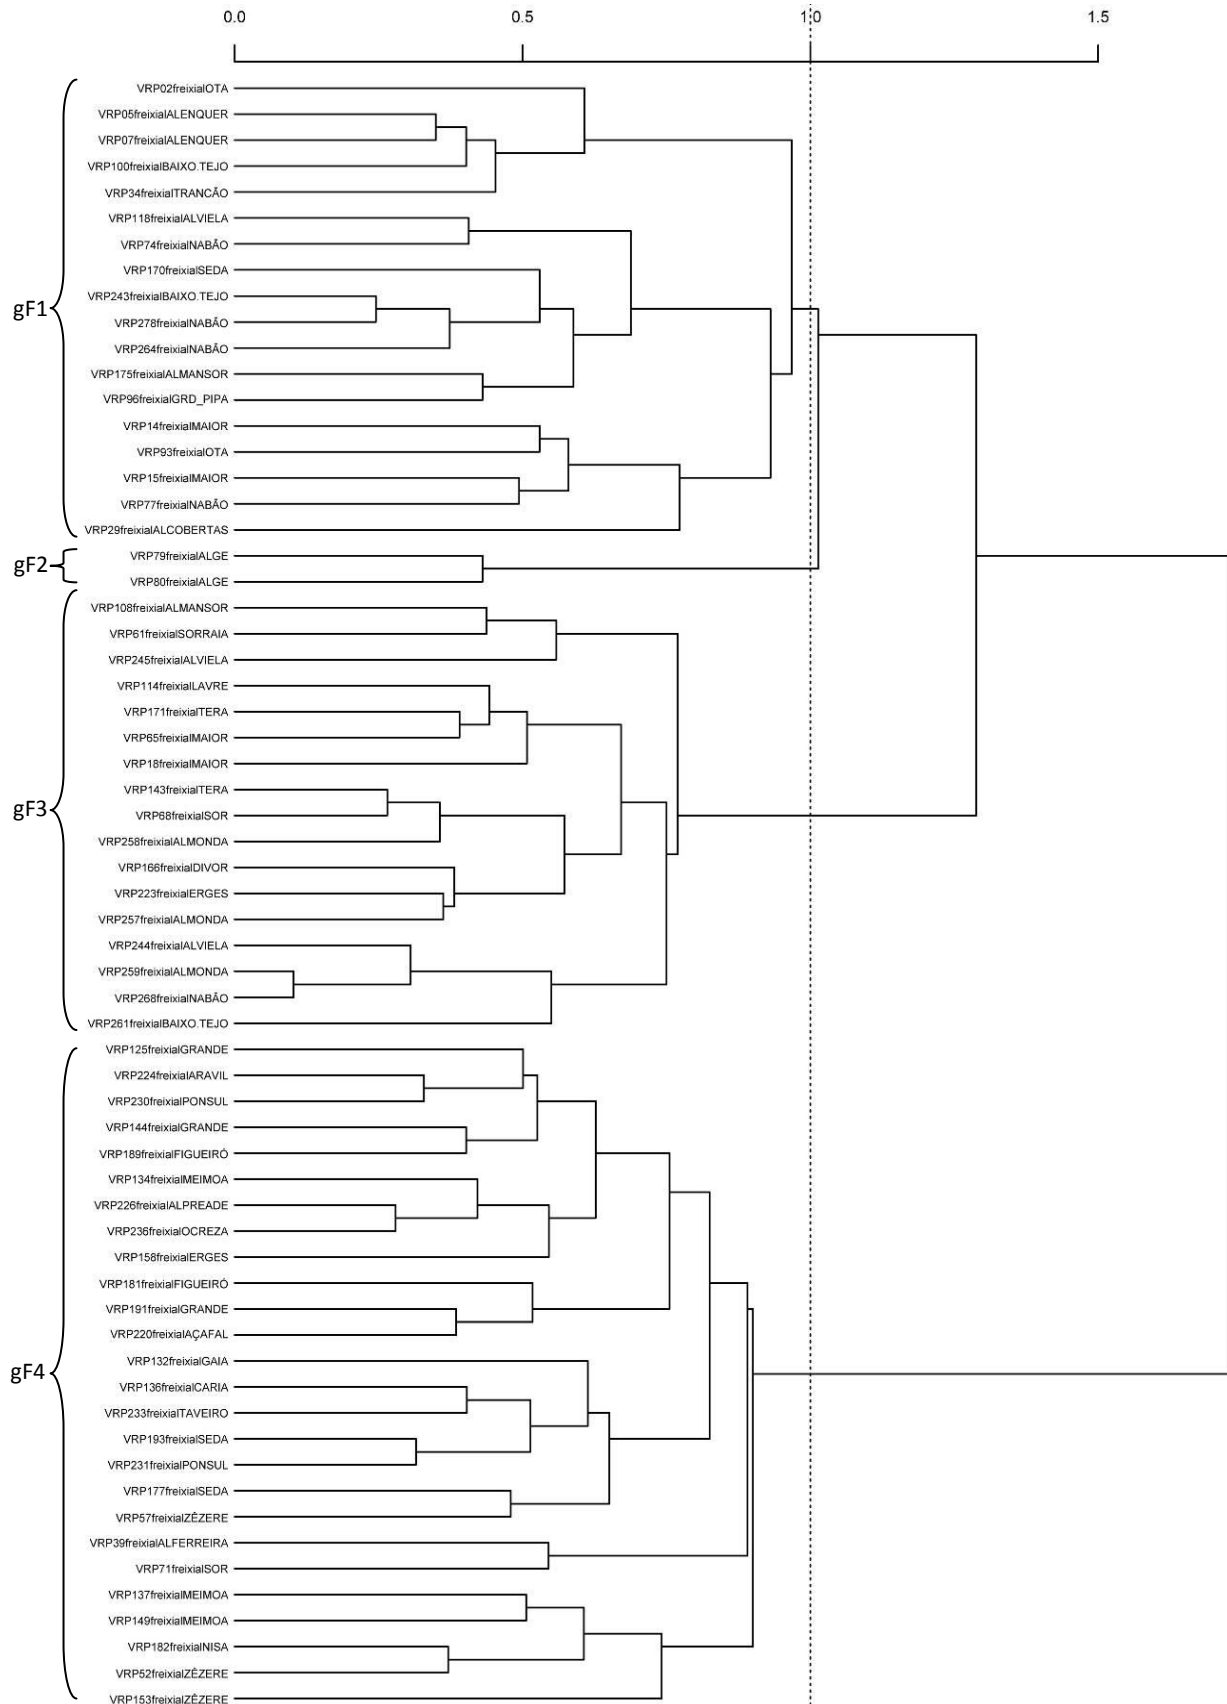 0.0 0.5 1.0 1.5
VRP02freixialOTA
VRP05freixialALENQUER
VRP07freixialALENQUER
VRP100freixialBAIXO.TEJO
VRP34freixialTRANCÃO
VRP118freixialALVIELA
VRP74freixialNABÃO
VRP170freixialSEDA
VRP243freixialBAIXO.TEJO
gF1
VRP278freixialNABÃO
VRP264freixialNABÃO
VRP175freixialALMANSOR
VRP96freixialGRD_PIPA
VRP14freixialMAIOR
VRP93freixialOTA
VRP15freixialMAIOR
VRP77freixialNABÃO
VRP29freixialALCOBERTAS
VRP79freixialALGE
gF2
VRP80freixialALGE
VRP108freixialALMANSOR
VRP61freixialSORRAIA
VRP245freixialALVIELA
VRP114freixialLAVRE
VRP171freixialTERA
VRP65freixialMAIOR
VRP18freixialMAIOR
VRP143freixialTERA
gF3
VRP68freixialSOR
VRP258freixialALMONDA
VRP166freixialDIVOR
VRP223freixialERGES
VRP257freixialALMONDA
VRP244freixialALVIELA
VRP259freixialALMONDA
VRP268freixialNABÃO
VRP261freixialBAIXO.TEJO
VRP125freixialGRANDE
VRP224freixialARAVIL
VRP230freixialPONSUL
VRP144freixialGRANDE
VRP189freixialFIGUEIRÓ
VRP134freixialMEIMOA
VRP226freixialALPREADE
VRP236freixialOCREZA
VRP158freixialERGES
VRP181freixialFIGUEIRÓ
VRP191freixialGRANDE
VRP220freixialAÇAFAL
VRP132freixialGAIA
gF4
VRP136freixialCARIA
VRP233freixialTAVEIRO
VRP193freixialSEDA
VRP231freixialPONSUL
VRP177freixialSEDA
VRP57freixialZÊZERE
VRP39freixialALFERREIRA
VRP71freixialSOR
VRP137freixialMEIMOA
VRP149freixialMEIMOA
VRP182freixialNISA
VRP52freixialZÊZERE
VRP153freixialZÊZERE